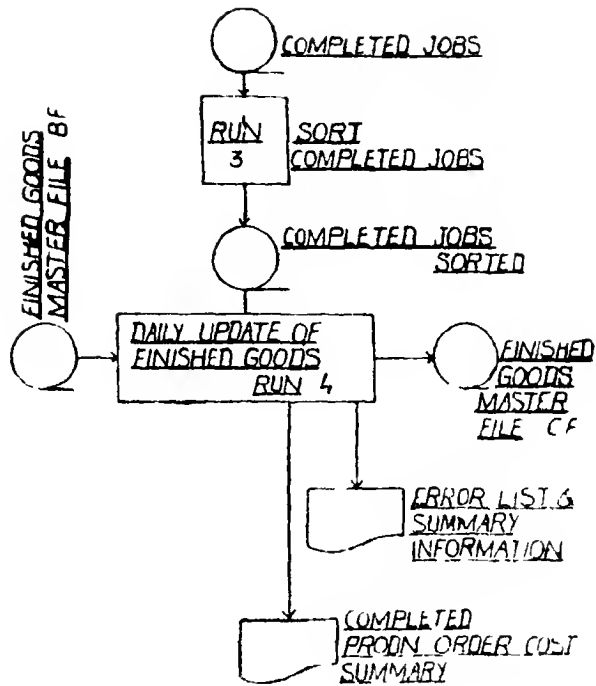 COMPLETED JOBS
RUN
3
SORT
COMPLETED JOBS
FINISHED GOODS
MASTER FILE BF
COMPLETED JOBS
SORTED
DAILY UPDATE OF
FINISHED GOODS
RUN 4
FINISHED
GOODS
MASTER
FILE CF
ERROR LIST &
SUMMARY
INFORMATION
COMPLETED
PRODN ORDER COST
SUMMARY